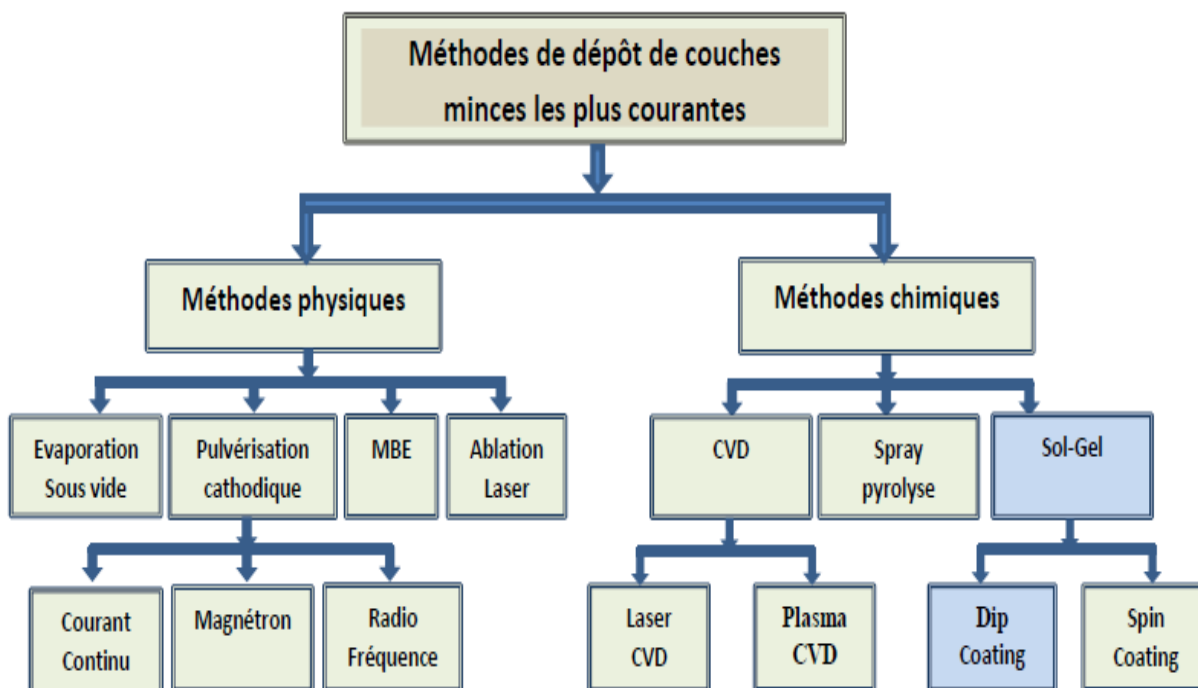 Méthodes de dépôt de couches
minces les plus courantes
Méthodes physiques
Méthodes chimiques
Evaporation
Sous vide
Pulvérisation
cathodique
MBE
Ablation
Laser
CVD
Spray
pyrolyse
Sol-Gel
Courant
Continu
Magnétron
Radio
Fréquence
Laser
CVD
Plasma
CVD
Dip
Coating
Spin
Coating